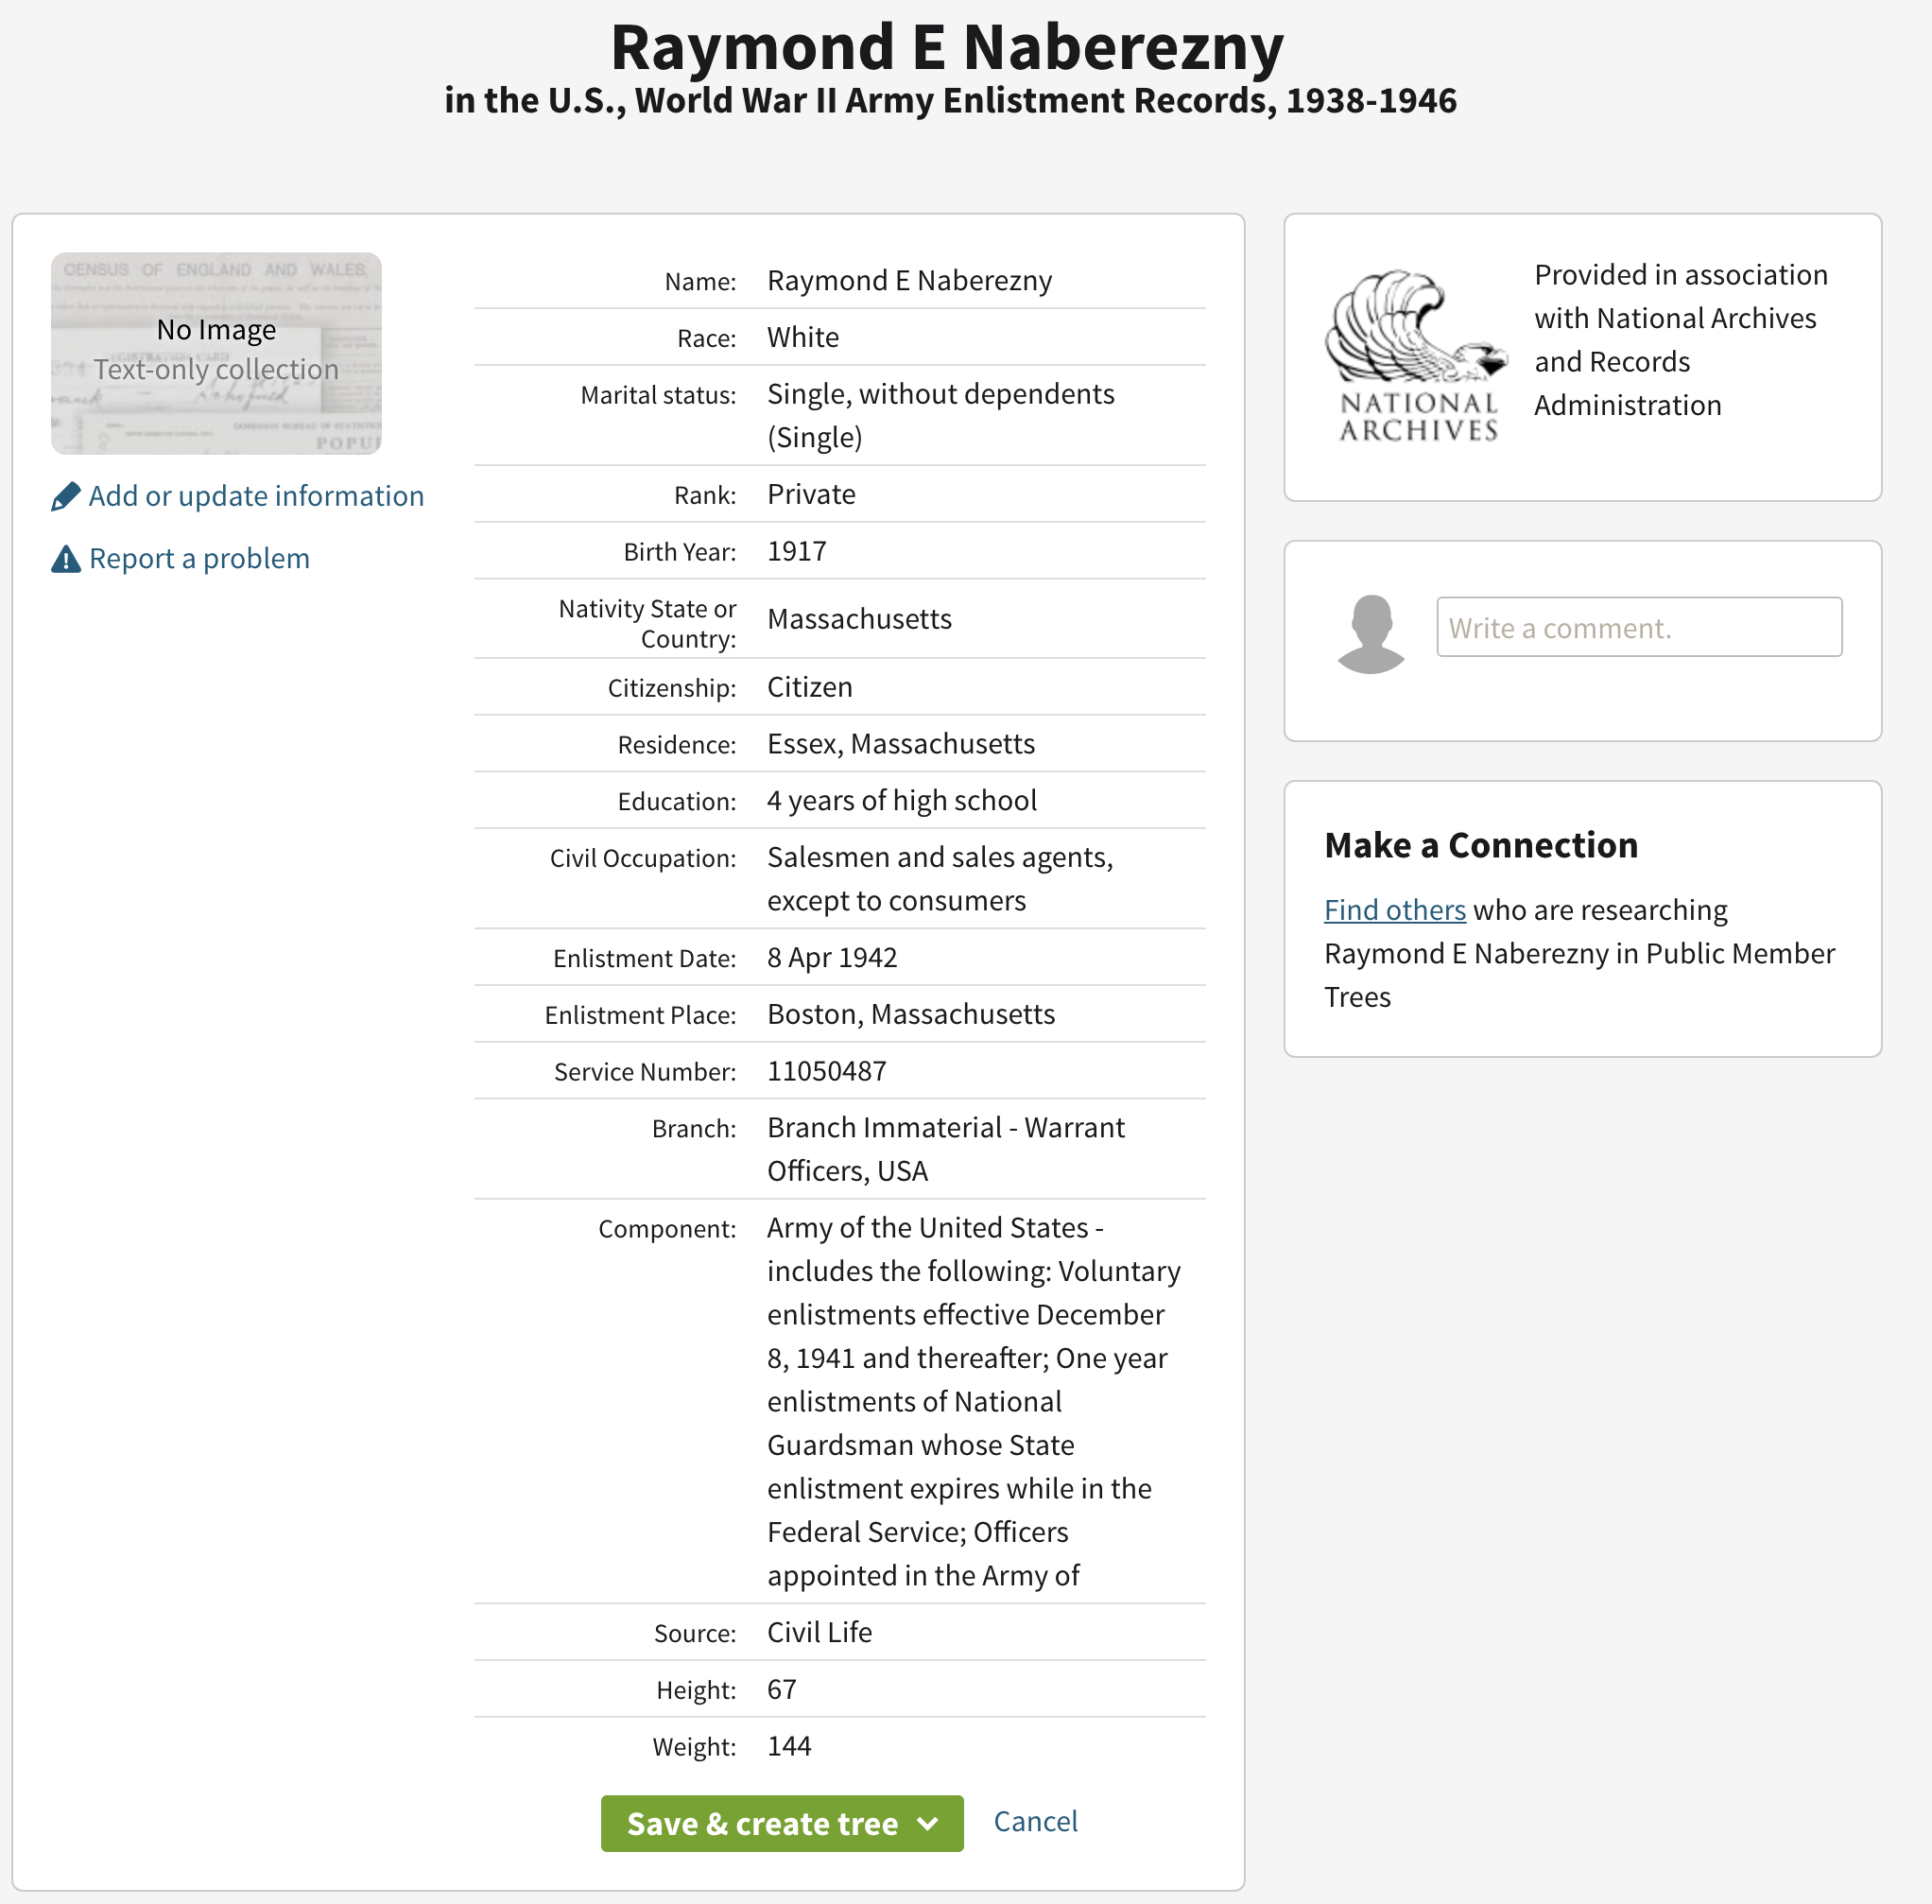 Raymond E Naberezny
in the U.S., World War II Army Enlistment Records, 1938-1946
CENSUS OF ENGLAND AND WALES,
No Image
Text-only collection
POPU
Add or update information
Report a problem
Name: Raymond E Naberezny
Race: White
Marital status: Single, without dependents
(Single)
Rank: Private
Birth Year: 1917
Nativity State or
Country: Massachusetts
Citizenship: Citizen
Residence: Essex, Massachusetts
Education: 4 years of high school
Civil Occupation: Salesmen and sales agents,
except to consumers
Enlistment Date: 8 Apr 1942
Enlistment Place: Boston, Massachusetts
Service Number: 11050487
Branch: Branch Immaterial - Warrant
Officers, USA
Component: Army of the United States -
includes the following: Voluntary
enlistments effective December
8, 1941 and thereafter; One year
enlistments of National
Guardsman whose State
enlistment expires while in the
Federal Service; Officers
appointed in the Army of
Source: Civil Life
Height: 67
Weight: 144
Save & create tree
Cancel
NATIONAL
ARCHIVES
Provided in association
with National Archives
and Records
Administration
Write a comment.
Make a Connection
Find others who are researching
Raymond E Naberezny in Public Member
Trees